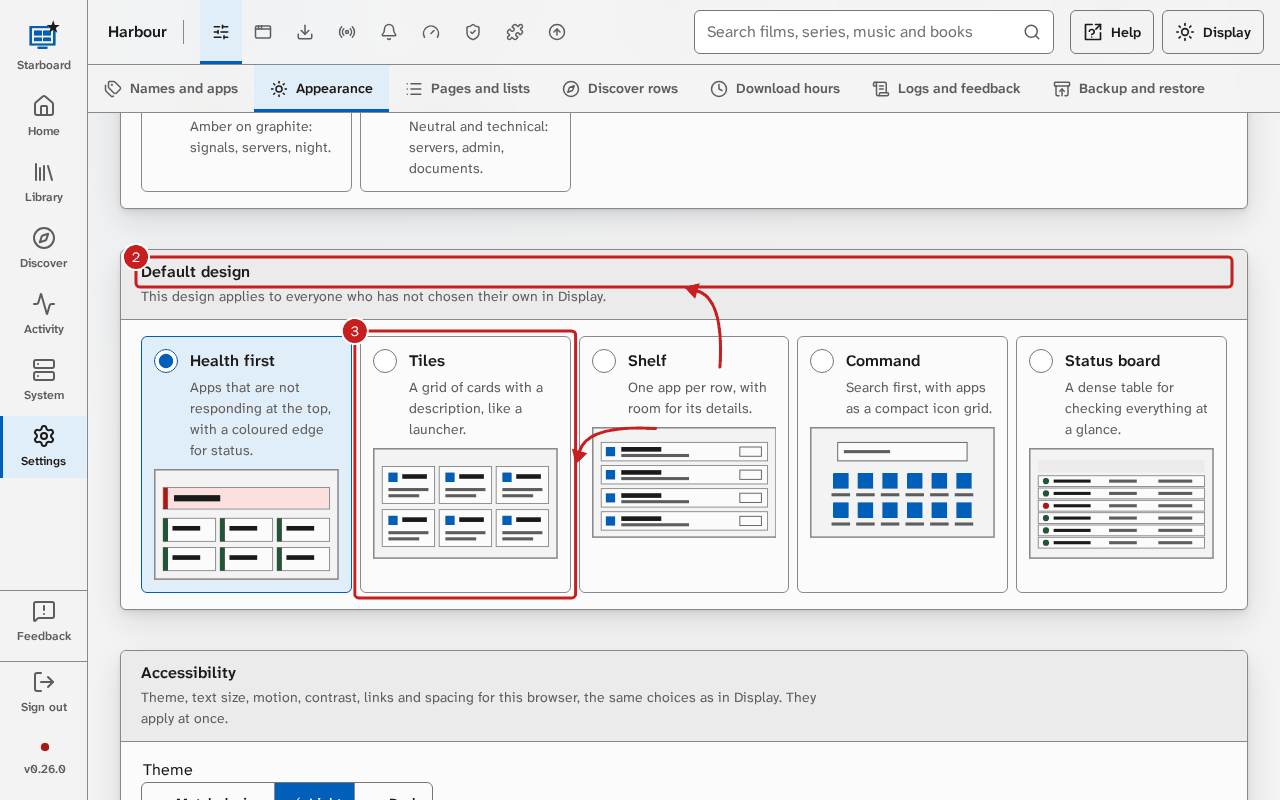 Starboard
Home
Library
Discover
Activity
System
Settings
Feedback
Sign out
v0.26.0
Harbour
Search films, series, music and books
Help
Display
Names and apps
Appearance
Pages and lists
Discover rows
Download hours
Logs and feedback
Backup and restore
Amber on graphite:
signals, servers, night.
Neutral and technical:
servers, admin,
documents.
2
Default design
This design applies to everyone who has not chosen their own in Display.
Health first
Apps that are not
responding at the top,
with a coloured edge
for status.
3
Tiles
A grid of cards with a
description, like a
launcher.
Shelf
One app per row, with
room for its details.
Command
Search first, with apps
as a compact icon grid.
Status board
A dense table for
checking everything at
a glance.
Accessibility
Theme, text size, motion, contrast, links and spacing for this browser, the same choices as in Display. They
apply at once.
Theme